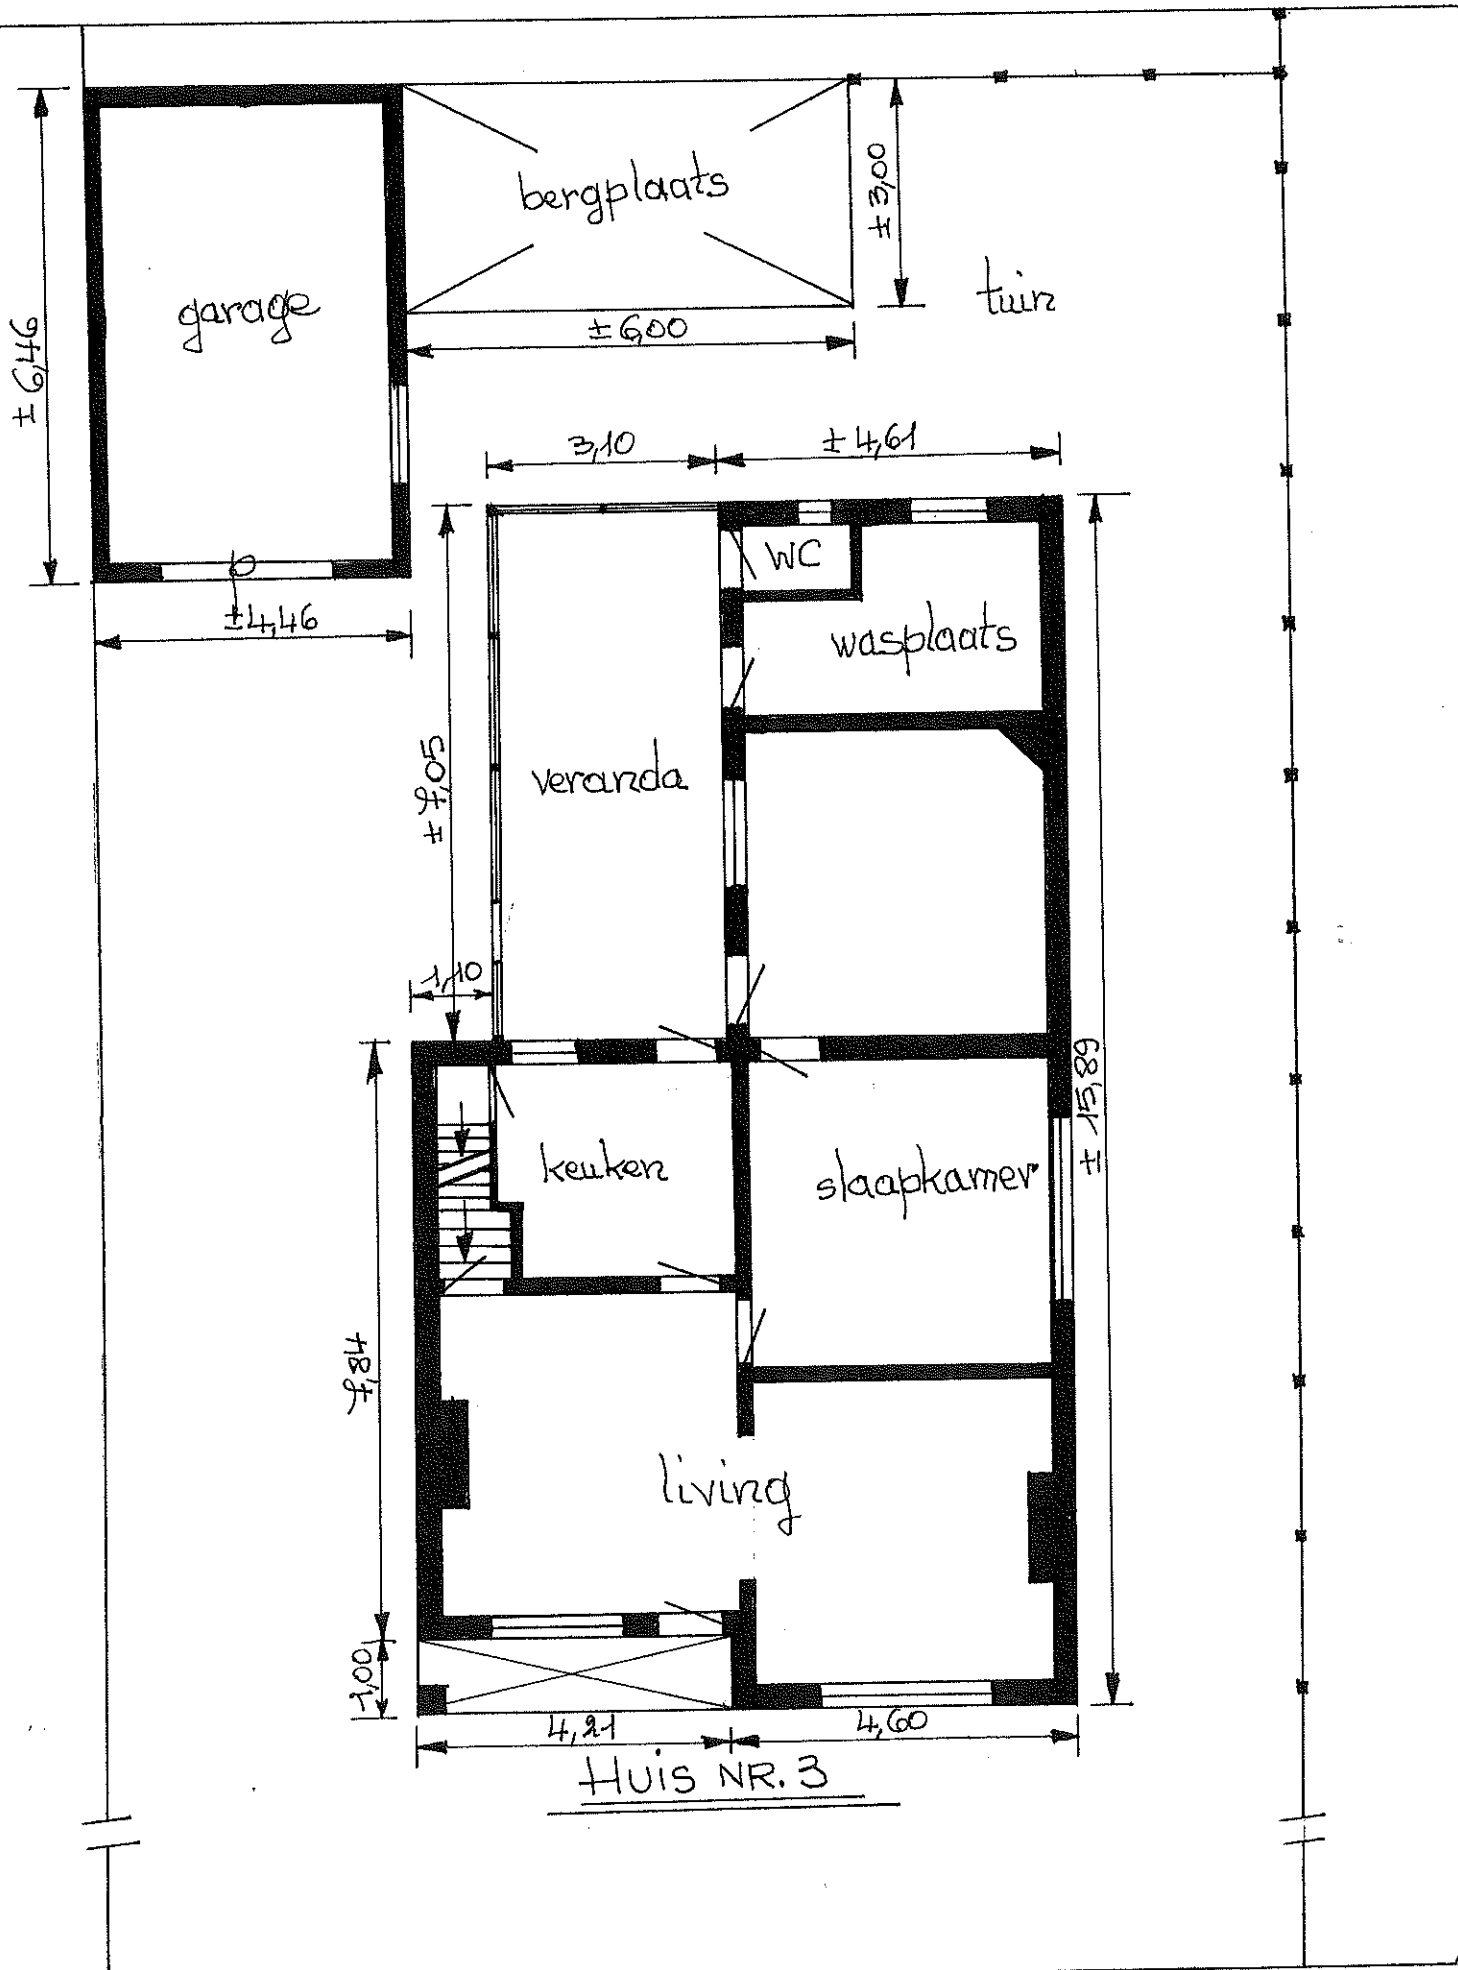 bergplaats
± 3,00
garage
tuin
± 6,46
± 6,00
3,10
± 4,61
WC
± 4,46
wasplaats
± 7,05
veranda
1,10
± 15,89
keuken
slaapkamer
7,84
living
1,00
4,21
4,60
HUIS NR. 3